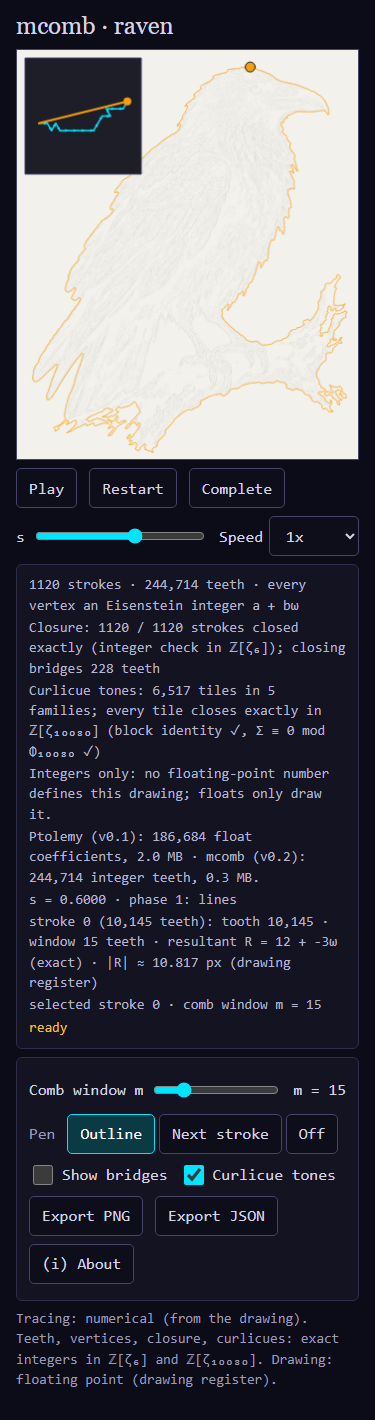 mcomb · raven
Play
Restart
Complete
s
Speed
1x
1120 strokes · 244,714 teeth · every
vertex an Eisenstein integer a + bω
Closure: 1120 / 1120 strokes closed
exactly (integer check in ℤ[ζ₆]); closing
bridges 228 teeth
Curlicue tones: 6,517 tiles in 5
families; every tile closes exactly in
ℤ[ζ₁₀₀₈₀] (block identity ✓, Σ ≡ 0 mod
Φ₁₀₀₈₀ ✓)
Integers only: no floating-point number
defines this drawing; floats only draw
it.
Ptolemy (v0.1): 186,684 float
coefficients, 2.0 MB · mcomb (v0.2):
244,714 integer teeth, 0.3 MB.
s = 0.6000 · phase 1: lines
stroke 0 (10,145 teeth): tooth 10,145 ·
window 15 teeth · resultant R = 12 + -3ω
(exact) · |R| ≈ 10.817 px (drawing
register)
selected stroke 0 · comb window m = 15
ready
Comb window m
m = 15
Pen
Outline
Next stroke
Off
Show bridges
Curlicue tones
Export PNG
Export JSON
(i) About
Tracing: numerical (from the drawing).
Teeth, vertices, closure, curlicues: exact
integers in ℤ[ζ₆] and ℤ[ζ₁₀₀₈₀]. Drawing:
floating point (drawing register).